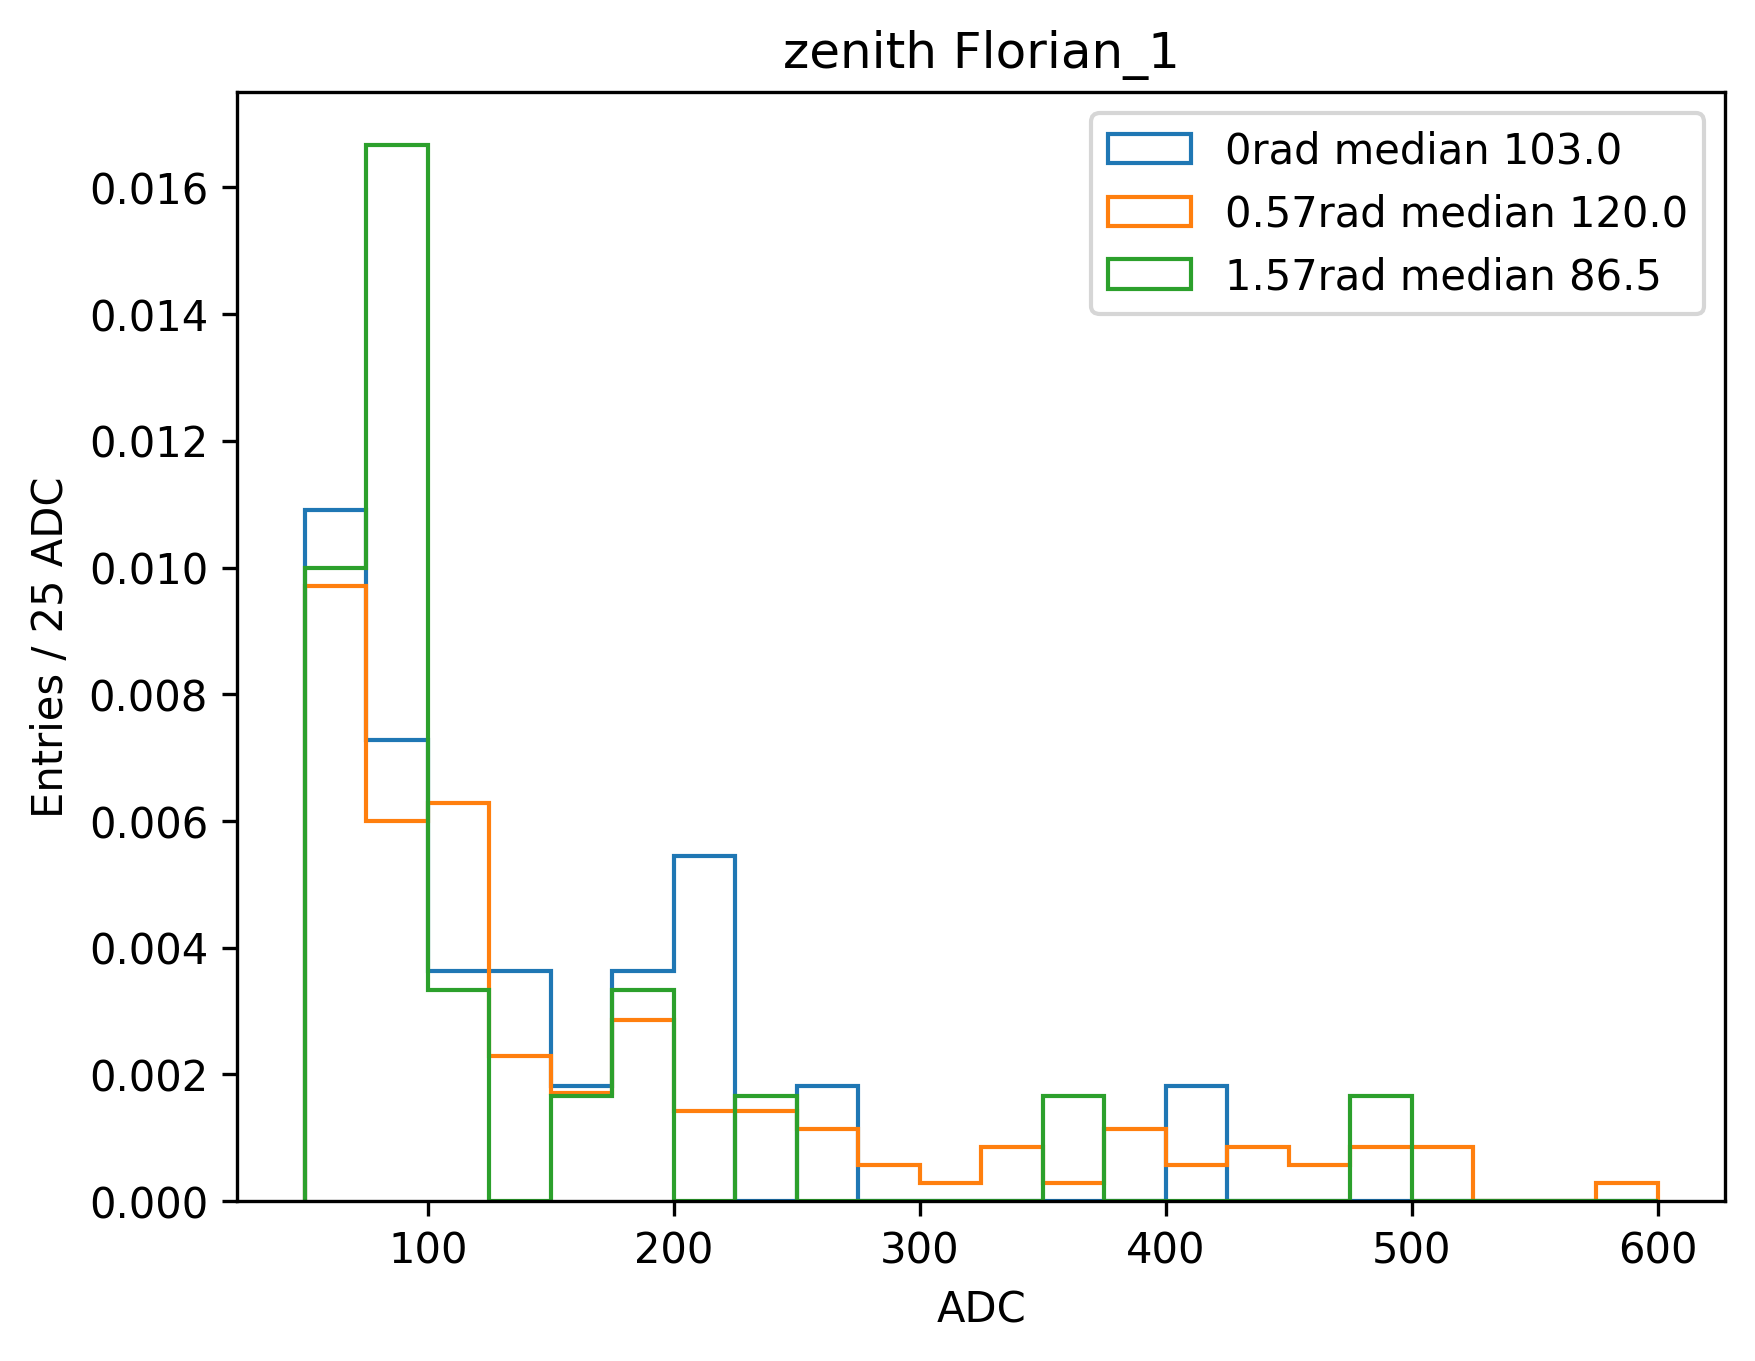 zenith Florian_1
0rad median 103.0
0.57rad median 120.0
1.57rad median 86.5
Entries / 25 ADC
0.016
0.014
0.012
0.010
0.008
0.006
0.004
0.002
0.000
100 200 300 400 500 600
ADC